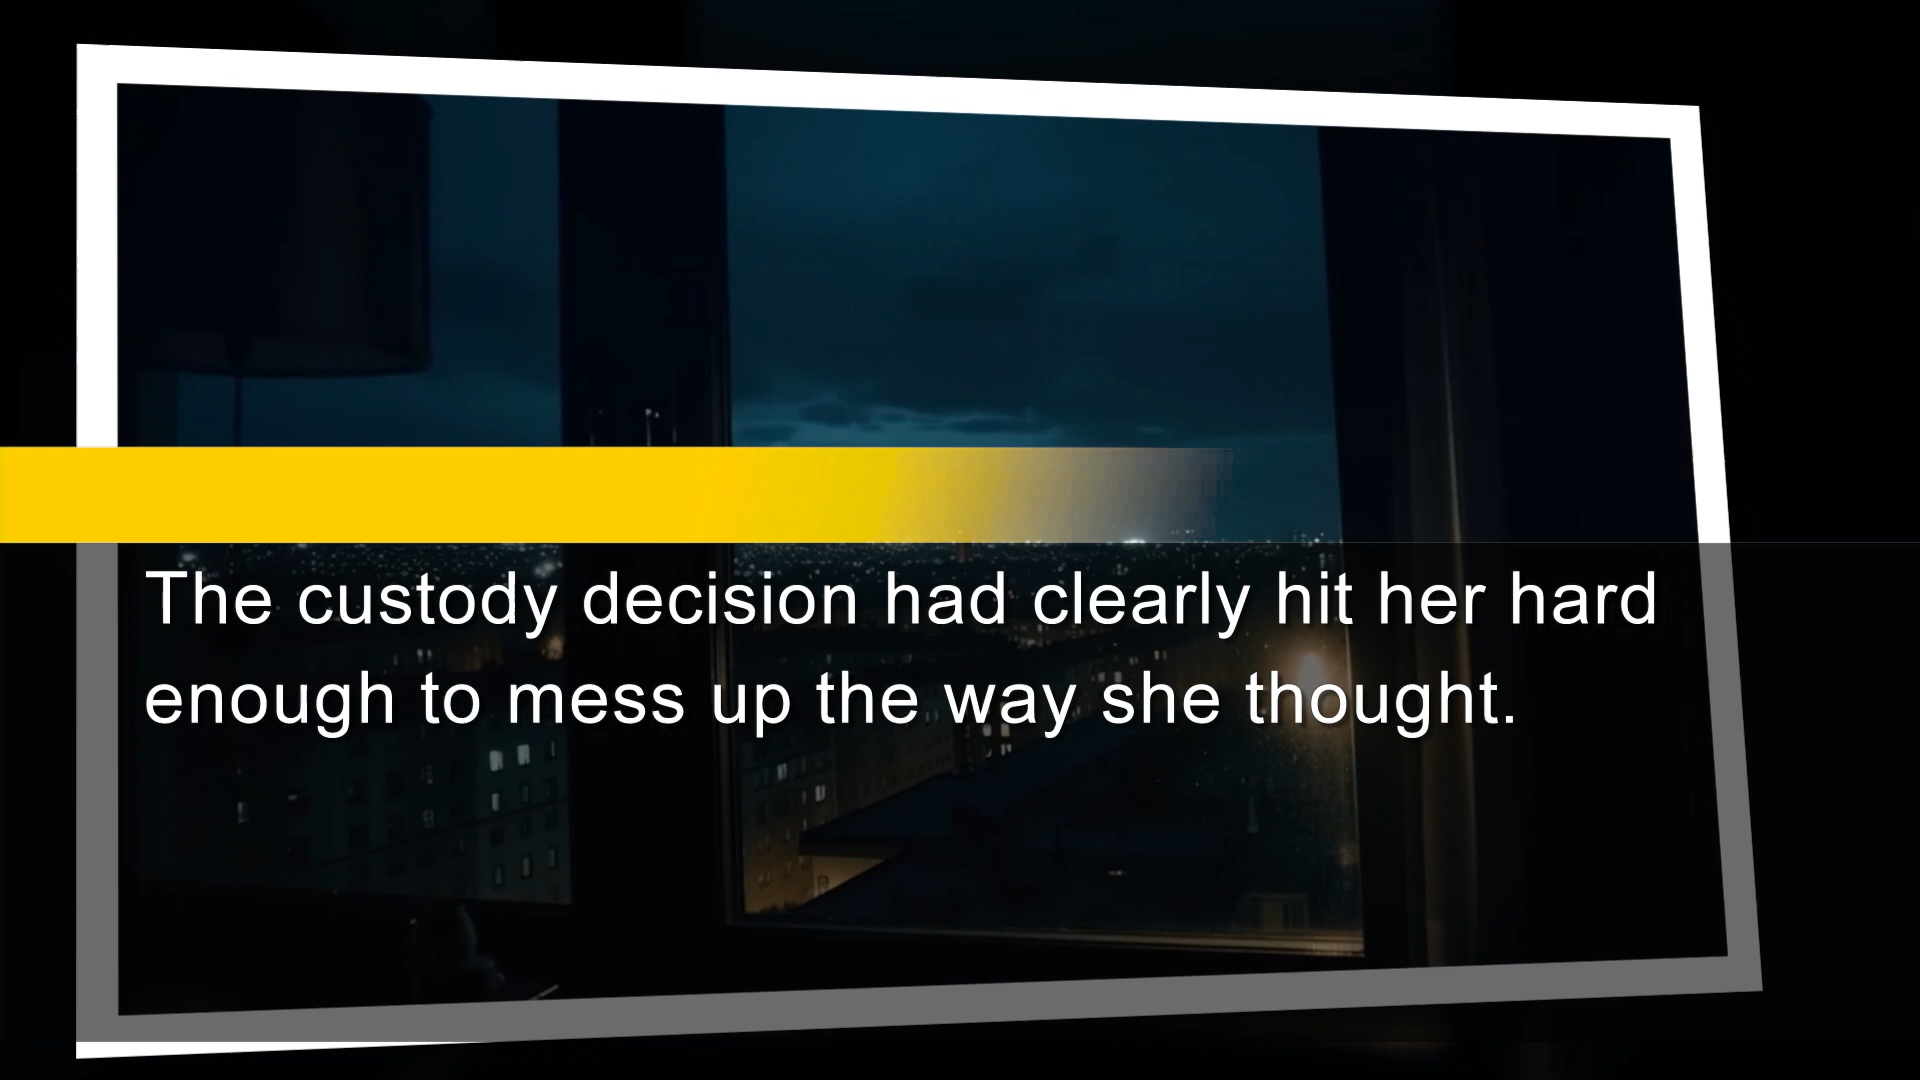 The custody decision had clearly hit her hard
enough to mess up the way she thought.